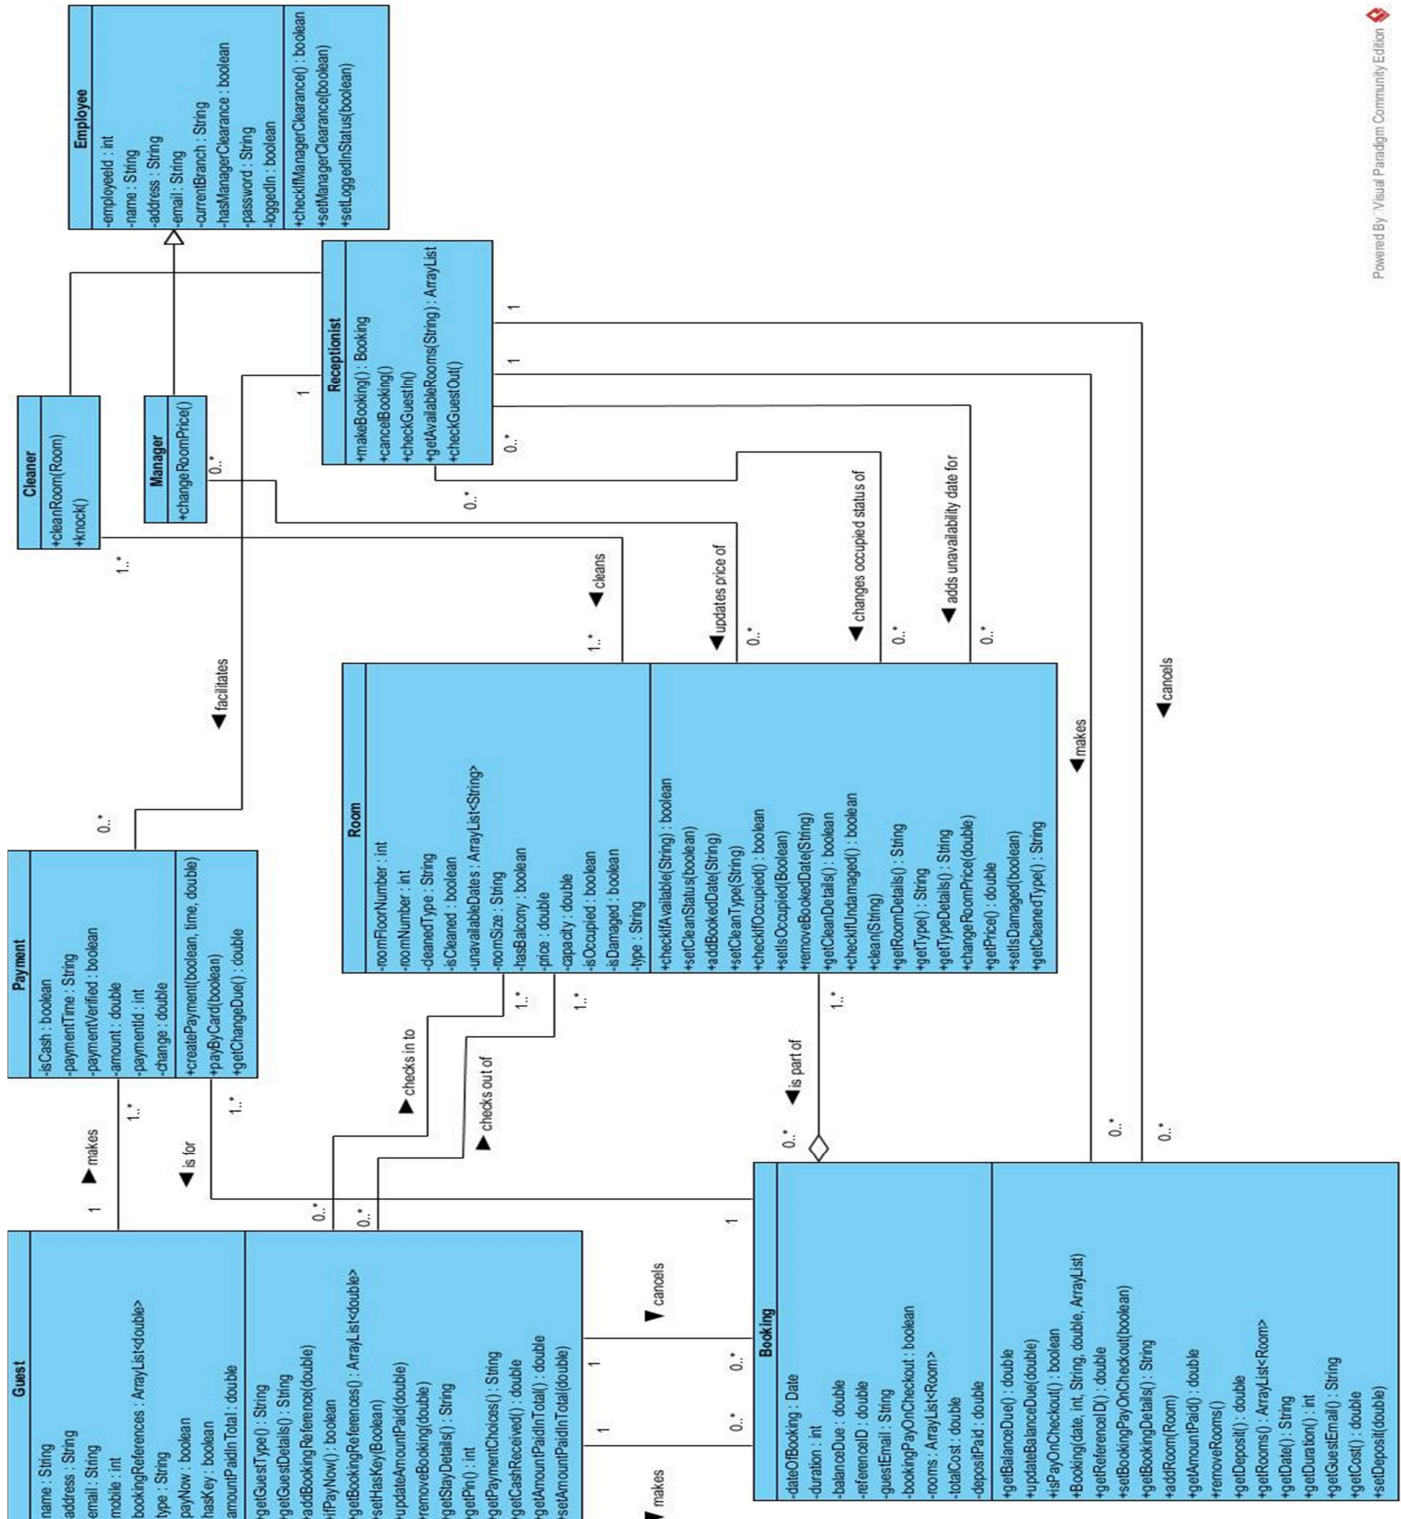 Employee
-employeeId : int
-name : String
-address : String
-email : String
-currentBranch : String
-hasManagerClearance : boolean
-password : String
-loggedIn : boolean
+checkIfManagerClearance() : boolean
+setManagerClearance(boolean)
+setLoggedInStatus(boolean)
Cleaner
+cleanRoom(Room)
+knock()
Manager
+changeRoomPrice()
Receptionist
+makeBooking() : Booking
+cancelBooking()
+checkGuestIn()
+getAvailableRooms(String) : ArrayList
+checkGuestOut()
Payment
-isCash : boolean
-paymentTime : String
-paymentVerified : boolean
-amount : double
-paymentId : int
-change : double
+createPayment(boolean, time, double)
+payByCard(boolean)
+getChangeDue() : double
Room
-roomFloorNumber : int
-roomNumber : int
-cleanedType : String
-isCleaned : boolean
-unavailableDates : ArrayList<String>
-roomSize : String
-hasBalcony : boolean
-price : double
-capacity : double
-isOccupied : boolean
-isDamaged : boolean
-type : String
+checkIfAvailable(String) : boolean
+setCleanStatus(boolean)
+addBookedDate(String)
+setCleanType(String)
+checkIfOccupied() : boolean
+setIsOccupied(Boolean)
+removeBookedDate(String)
+getCleanDetails() : boolean
+checkIfUndamaged() : boolean
+clean(String)
+getRoomDetails() : String
+getType() : String
+getTypeDetails() : String
+changeRoomPrice(double)
+getPrice() : double
+setIsDamaged(boolean)
+getCleanedType() : String
Guest
name : String
address : String
email : String
mobile : int
bookingReferences : ArrayList<double>
type : String
payNow : boolean
hasKey : boolean
amountPaidInTotal : double
+getGuestType() : String
+getGuestDetails() : String
+addBookingReference(double)
+ifPayNow() : boolean
+getBookingReferences() : ArrayList<double>
+setHasKey(Boolean)
+updateAmountPaid(double)
+removeBooking(double)
+getStayDetails() : String
+getPin() : int
+getPaymentChoices() : String
+getCashReceived() : double
+getAmountPaidInTotal() : double
+setAmountPaidInTotal(double)
Booking
-dateOfBooking : Date
-duration : int
-balanceDue : double
-referenceID : double
-guestEmail : String
-bookingPayOnCheckout : boolean
-rooms : ArrayList<Room>
-totalCost : double
-depositPaid : double
+getBalanceDue() : double
+updateBalanceDue(double)
+isPayOnCheckout() : boolean
+Booking(date, int, String, double, ArrayList)
+getReferenceID() : double
+setBookingPayOnCheckout(boolean)
+getBookingDetails() : String
+addRoom(Room)
+getAmountPaid() : double
+removeRooms()
+getDeposit() : double
+getRooms() : ArrayList<Room>
+getDate() : String
+getDuration() : int
+getGuestEmail() : String
+getCost() : double
+setDeposit(double)
1
facilitates
0..*
1..*
cleans
1..*
0..*
updates price of
0..*
0..*
changes occupied status of
0..*
0..*
adds unavailability date for
0..*
1
makes
0..*
1
cancels
0..*
1
makes
1..*
1..*
is for
1
0..*
checks in to
1..*
0..*
checks out of
1..*
1..*
is part of
0..*
1
cancels
0..*
1
makes
0..*
Powered By Visual Paradigm Community Edition